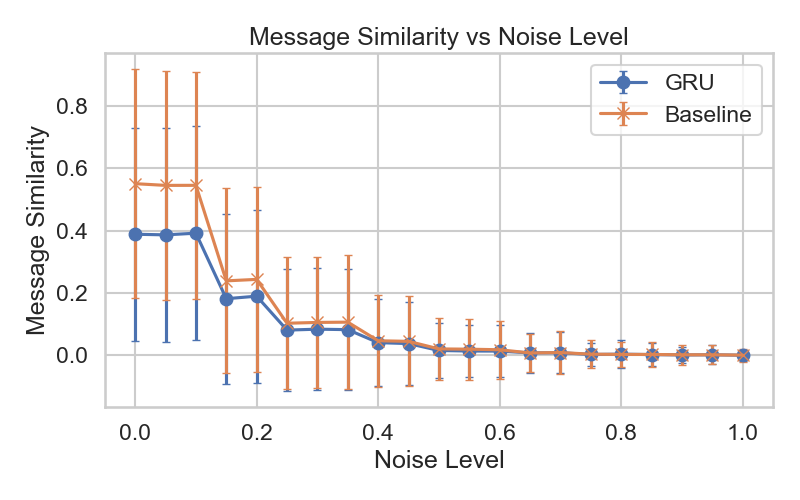 Message Similarity vs Noise Level
GRU
Baseline
Message Similarity
0.8
0.6
0.4
0.2
0.0
0.0 0.2 0.4 0.6 0.8 1.0
Noise Level